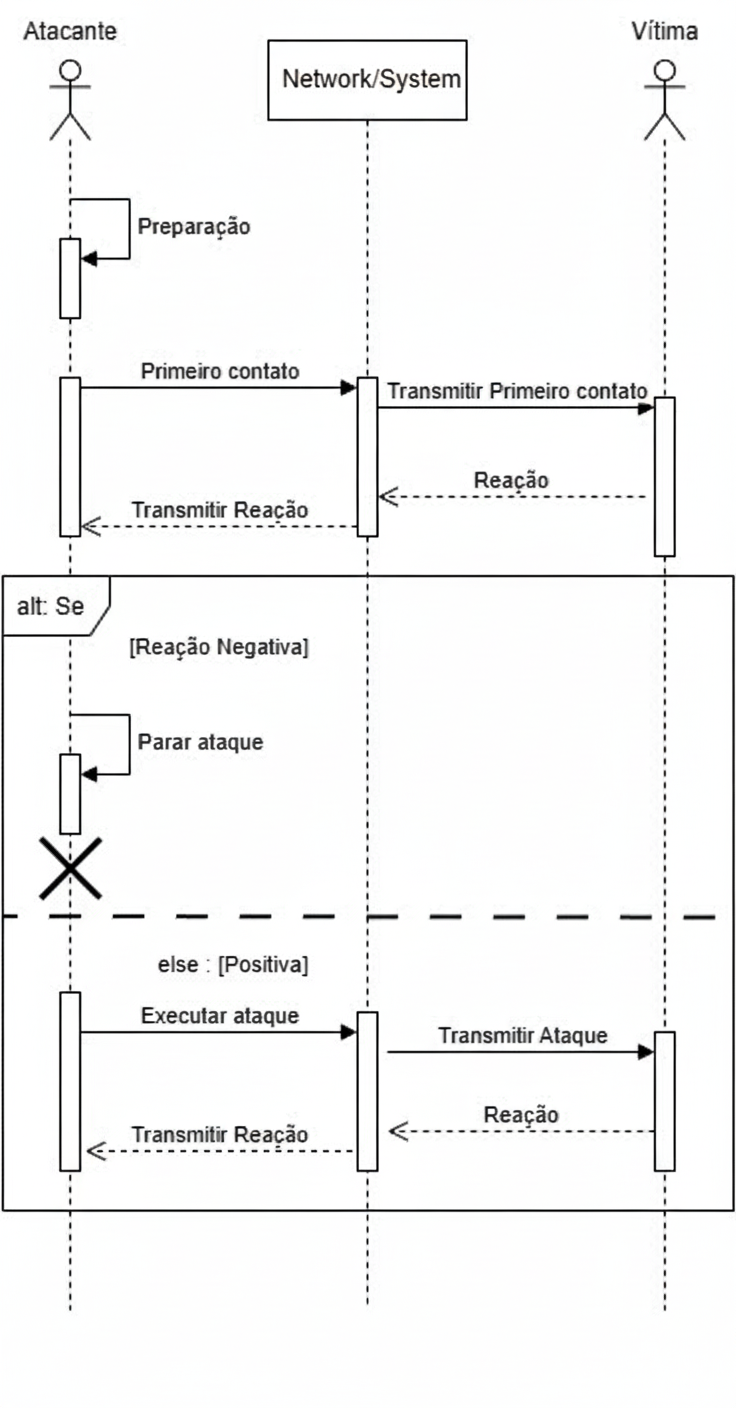 Atacante
Network/System
Vítima
Preparação
Primeiro contato
Transmitir Primeiro contato
Reação
Transmitir Reação
alt: Se
[Reação Negativa]
Parar ataque
else : [Positiva]
Executar ataque
Transmitir Ataque
Reação
Transmitir Reação